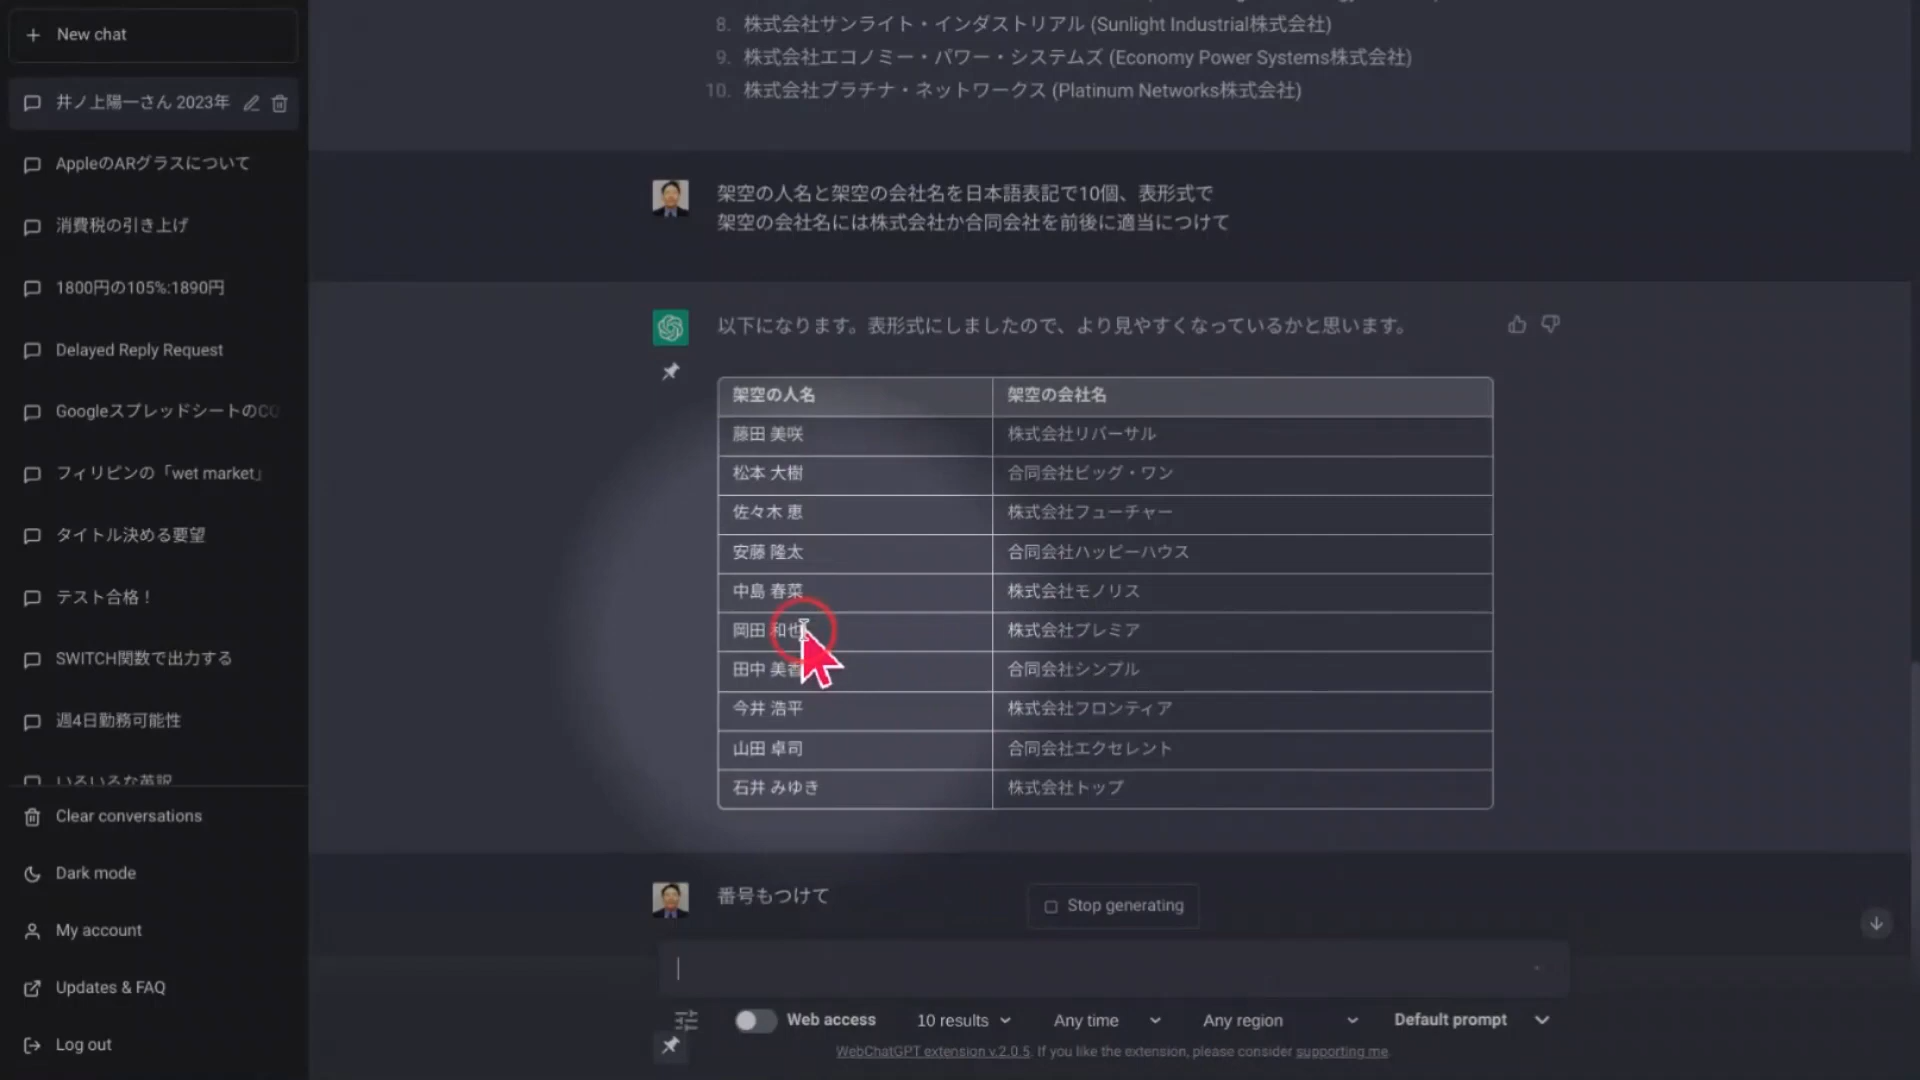 New chat
井ノ上陽一さん 2023年
AppleのARグラスについて
消費税の引き上げ
1800円の105%:1890円
Delayed Reply Request
GoogleスプレッドシートのCO
フィリピンの「wet market」
タイトル決める要望
テスト合格！
SWITCH関数で出力する
週4日勤務可能性
いろいろな英訳
Clear conversations
Dark mode
My account
Updates & FAQ
Log out
8. 株式会社サンライト・インダストリアル (Sunlight Industrial株式会社)
9. 株式会社エコノミー・パワー・システムズ (Economy Power Systems株式会社)
10. 株式会社プラチナ・ネットワークス (Platinum Networks株式会社)
架空の人名と架空の会社名を日本語表記で10個、表形式で
架空の会社名には株式会社か合同会社を前後に適当につけて
以下になります。表形式にしましたので、より見やすくなっているかと思います。
架空の人名 架空の会社名
藤田 美咲 株式会社リバーサル
松本 大樹 合同会社ビッグ・ワン
佐々木 恵 株式会社フューチャー
安藤 隆太 合同会社ハッピーハウス
中島 春菜 株式会社モノリス
岡田 和也 株式会社プレミア
田中 美香 合同会社シンプル
今井 浩平 株式会社フロンティア
山田 卓司 合同会社エクセレント
石井 みゆき 株式会社トップ
番号もつけて
Stop generating
Web access 10 results Any time Any region Default prompt
WebChatGPT extension v.2.0.5. If you like the extension, please consider supporting me.